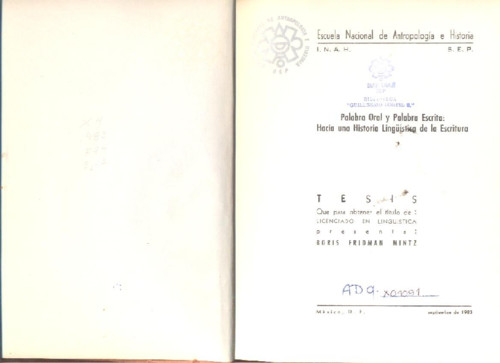 Escuela Nacional de Antropología e Historia
I. N. A. H. S. E. P.
Palabra Oral y Palabra Escrita:
Hacia una Historia Lingüística de la Escritura
T E S I S
Que para obtener el título de :
LICENCIADO EN LINGUISTICA
p r e s e n t a :
BORIS FRIDMAN MINTZ
México, D. F. septiembre de 1983